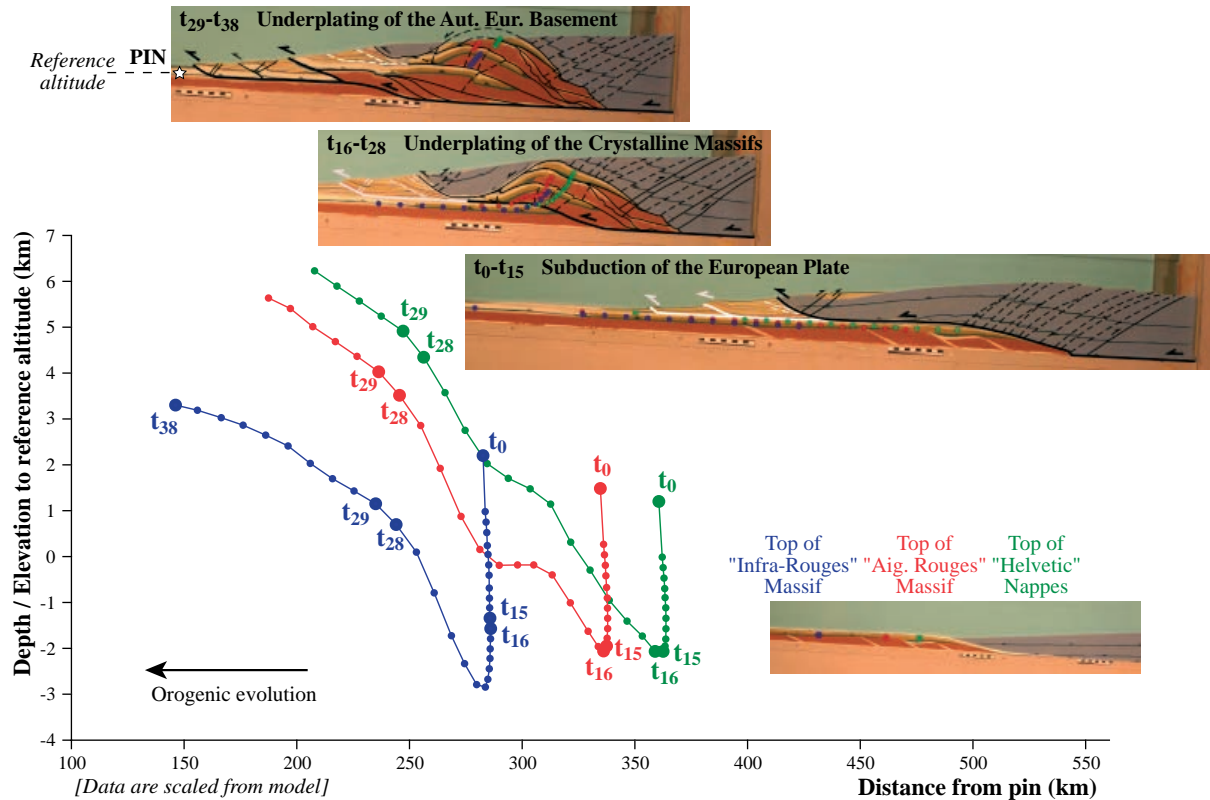 t29-t38 Underplating of the Aut. Eur. Basement
Reference altitude
PIN
t16-t28 Underplating of the Crystalline Massifs
t0-t15 Subduction of the European Plate
Depth / Elevation to reference altitude (km)
7
6
5
4
3
2
1
0
-1
-2
-3
-4
t29
t28
t29
t28
t38
t29
t28
t0
t15
t16
t0
t15
t16
t0
t15
t16
Top of "Infra-Rouges" Massif
Top of "Aig. Rouges" Massif
Top of "Helvetic" Nappes
Orogenic evolution
100 150 200 250 300 350 400 450 500 550
[Data are scaled from model]
Distance from pin (km)